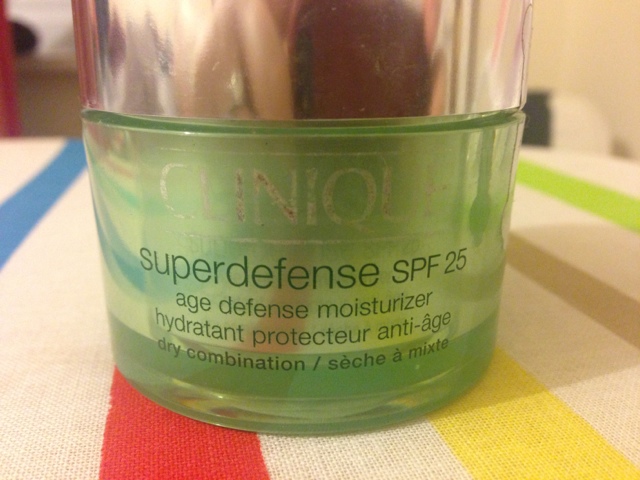 CLINIQUE
superdefense SPF 25
age defense moisturizer
hydratant protecteur anti-âge
dry combination / sèche à mixte